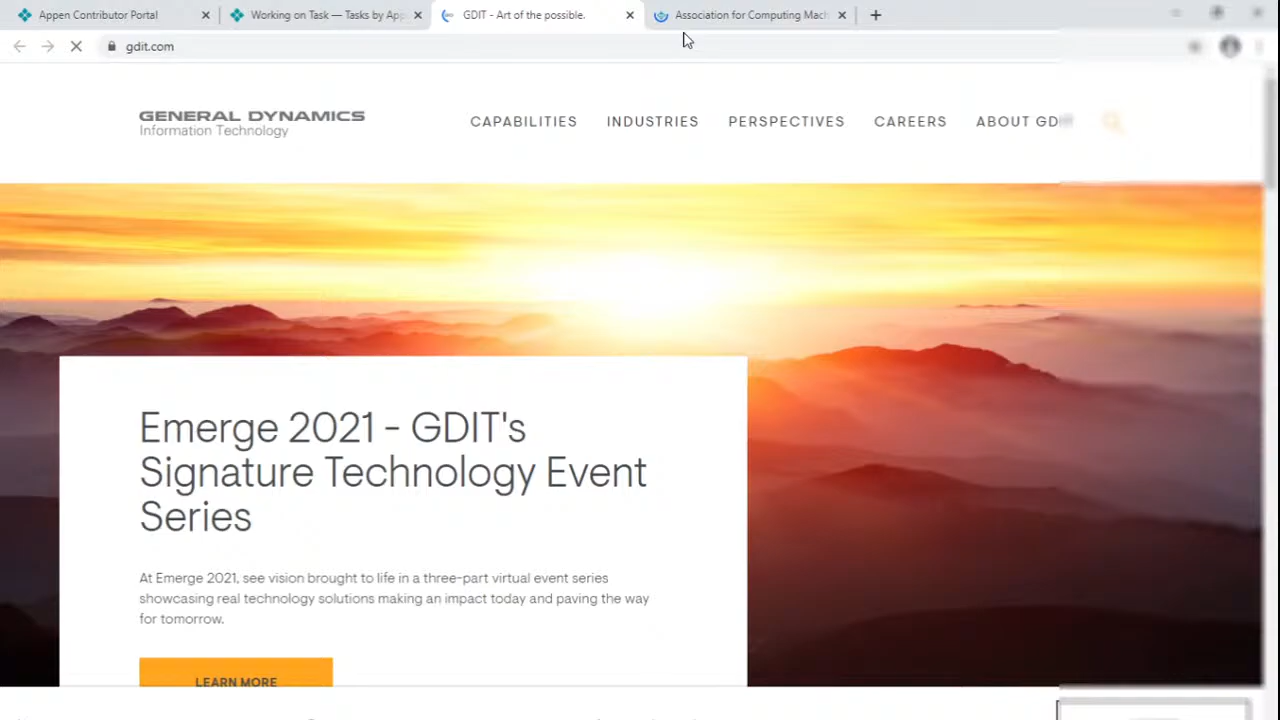 Appen Contributor Portal
Working on Task — Tasks by App
GDIT - Art of the possible.
Association for Computing Mach
gdit.com
GENERAL DYNAMICS
Information Technology
CAPABILITIES
INDUSTRIES
PERSPECTIVES
CAREERS
ABOUT GDIT
Emerge 2021 - GDIT's
Signature Technology Event
Series
At Emerge 2021, see vision brought to life in a three-part virtual event series
showcasing real technology solutions making an impact today and paving the way
for tomorrow.
LEARN MORE